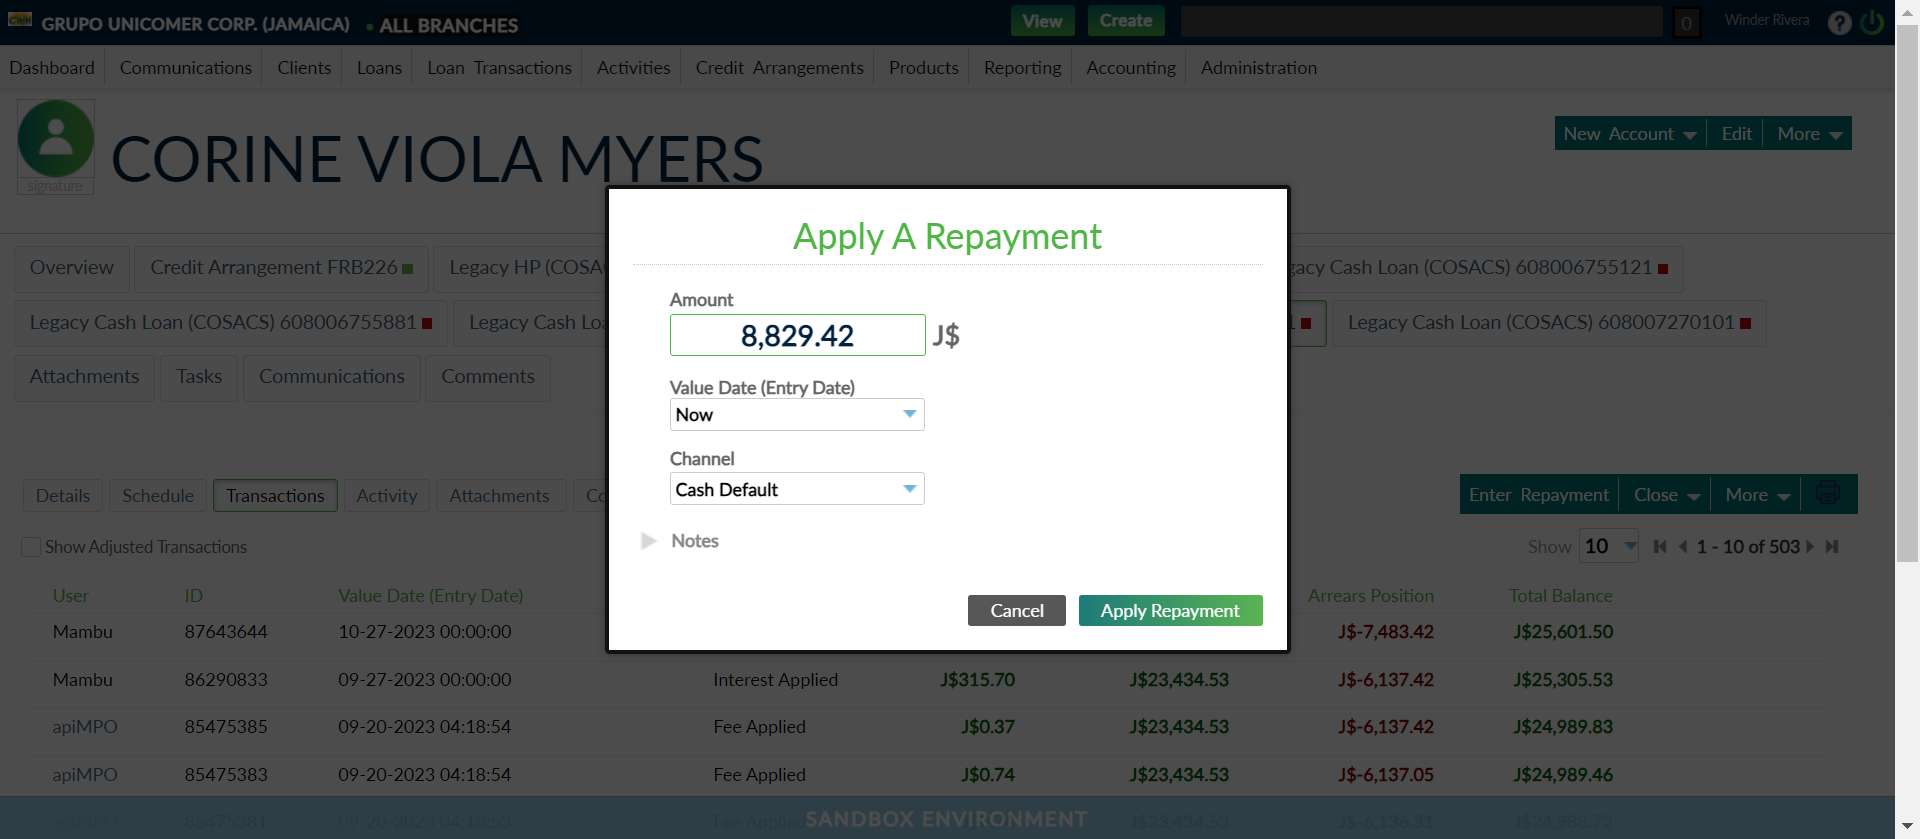 GRUPO UNICOMER CORP. (JAMAICA) ALL BRANCHES View Create 0 Winder Rivera ?
Dashboard Communications Clients Loans Loan Transactions Activities Credit Arrangements Products Reporting Accounting Administration
signature
CORINE VIOLA MYERS
New Account Edit More
Apply A Repayment
Overview Credit Arrangement FRB226 Legacy HP (COSA gacy Cash Loan (COSACS) 608006755121
Amount
8,829.42 J$
Legacy Cash Loan (COSACS) 608006755881 Legacy Cash Loa 1 Legacy Cash Loan (COSACS) 608007270101
Attachments Tasks Communications Comments
Value Date (Entry Date)
Now
Channel
Cash Default
Details Schedule Transactions Activity Attachments Co
Enter Repayment Close More
Notes
Show Adjusted Transactions Show 10 1 - 10 of 503
Cancel Apply Repayment
User ID Value Date (Entry Date) Arrears Position Total Balance
Mambu 87643644 10-27-2023 00:00:00 J$-7,483.42 J$25,601.50
Mambu 86290833 09-27-2023 00:00:00 Interest Applied J$315.70 J$23,434.53 J$-6,137.42 J$25,305.53
apiMPO 85475385 09-20-2023 04:18:54 Fee Applied J$0.37 J$23,434.53 J$-6,137.42 J$24,989.83
apiMPO 85475383 09-20-2023 04:18:54 Fee Applied J$0.74 J$23,434.53 J$-6,137.05 J$24,989.46
apiMPO 85475381 09-20-2023 04:18:53 Fee Applied J$23,434.53 J$-6,136.31 J$24,988.72
SANDBOX ENVIRONMENT